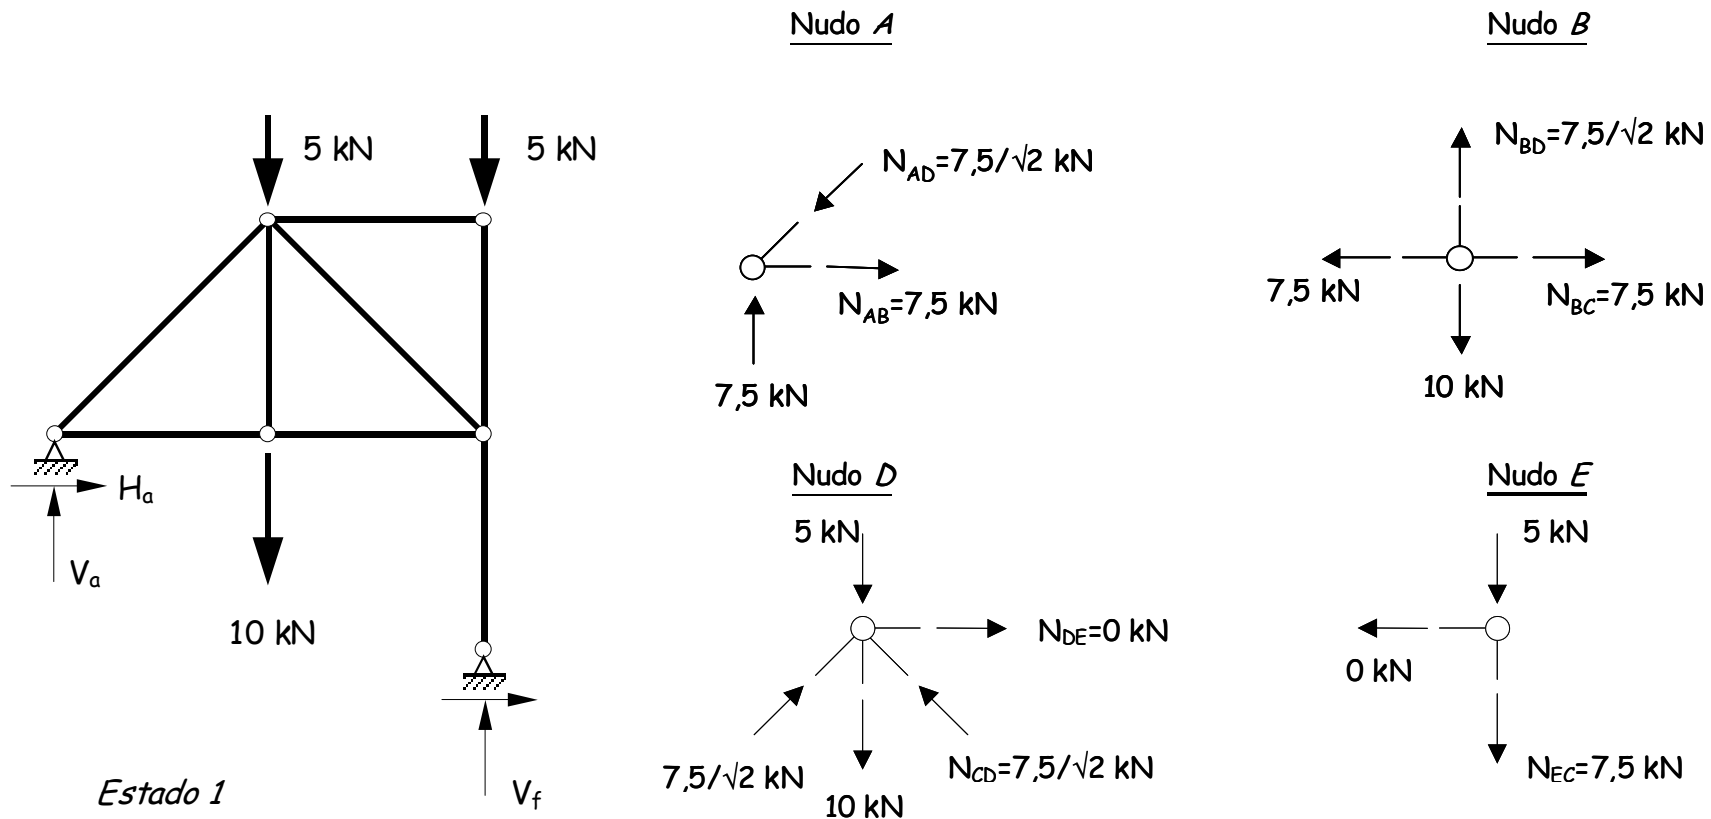 Nudo A
Nudo B
5 kN
5 kN
N_AD=7,5/√2 kN
N_BD=7,5/√2 kN
N_AB=7,5 kN
7,5 kN
N_BC=7,5 kN
7,5 kN
10 kN
H_a
V_a
10 kN
Nudo D
Nudo E
5 kN
5 kN
N_DE=0 kN
0 kN
7,5/√2 kN
N_CD=7,5/√2 kN
N_EC=7,5 kN
10 kN
Estado 1
V_f